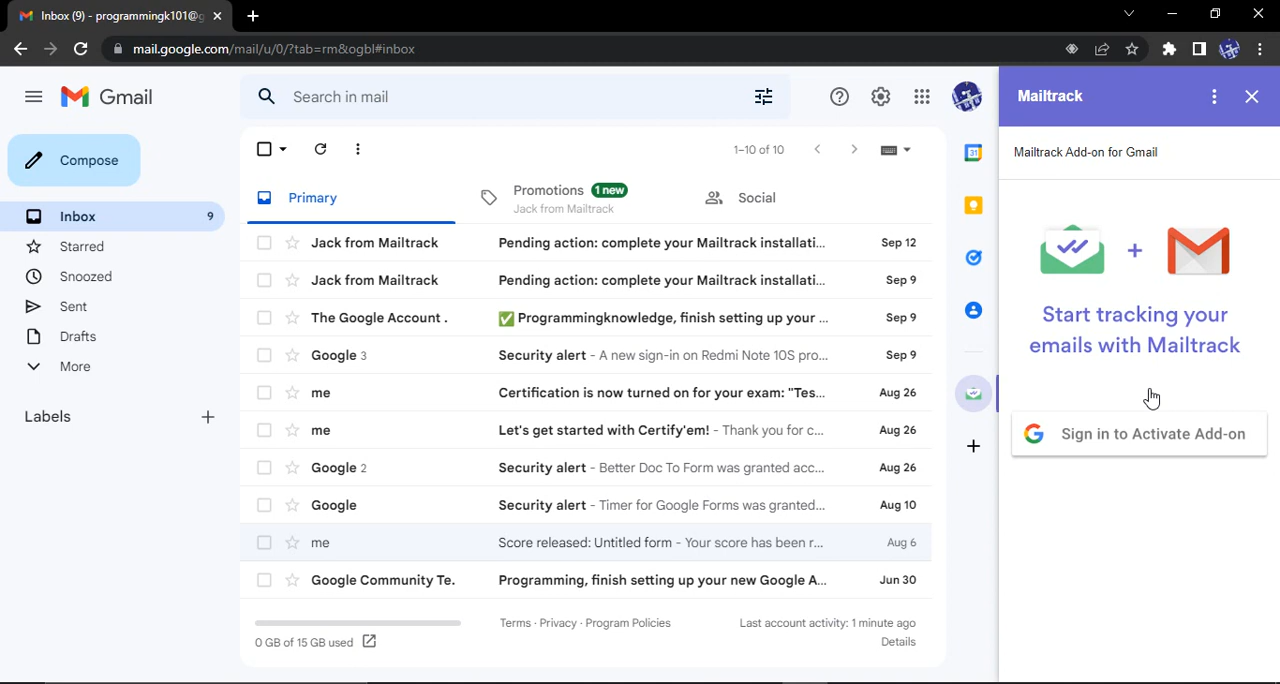 Inbox (9) - programmingk101@g
mail.google.com/mail/u/0/?tab=rm&ogbl#inbox
Gmail
Search in mail
Mailtrack
Mailtrack Add-on for Gmail
Compose
1–10 of 10
Primary
Promotions 1 new
Jack from Mailtrack
Social
Inbox 9
Starred
Snoozed
Sent
Drafts
More
Labels
Jack from Mailtrack Pending action: complete your Mailtrack installati... Sep 12
Jack from Mailtrack Pending action: complete your Mailtrack installati... Sep 9
The Google Account . ✅ Programmingknowledge, finish setting up your ... Sep 9
Google 3 Security alert - A new sign-in on Redmi Note 10S pro... Sep 9
me Certification is now turned on for your exam: "Tes... Aug 26
me Let's get started with Certify'em! - Thank you for c... Aug 26
Google 2 Security alert - Better Doc To Form was granted acc... Aug 26
Google Security alert - Timer for Google Forms was granted... Aug 10
me Score released: Untitled form - Your score has been r... Aug 6
Google Community Te. Programming, finish setting up your new Google A... Jun 30
0 GB of 15 GB used
Terms · Privacy · Program Policies
Last account activity: 1 minute ago
Details
31
+
Start tracking your
emails with Mailtrack
Sign in to Activate Add-on